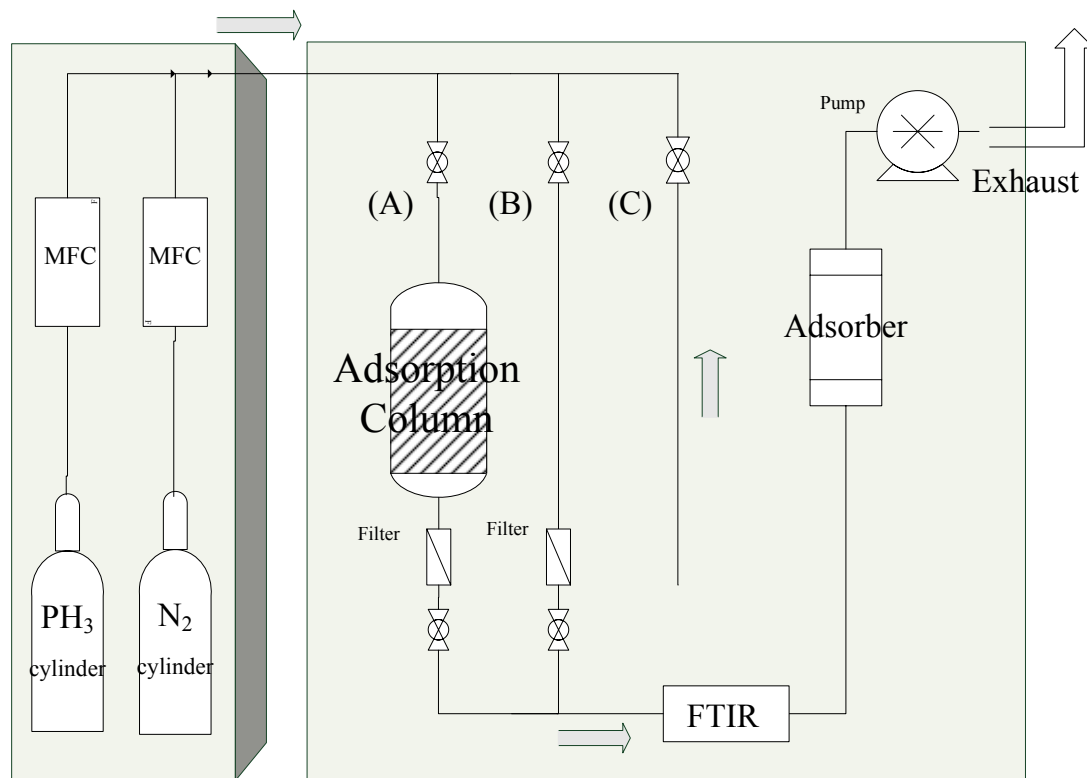 Pump
Exhaust
(A)
(B)
(C)
MFC
F
MFC
F
Adsorber
Adsorption
Column
Filter
Filter
PH₃
cylinder
N₂
cylinder
FTIR